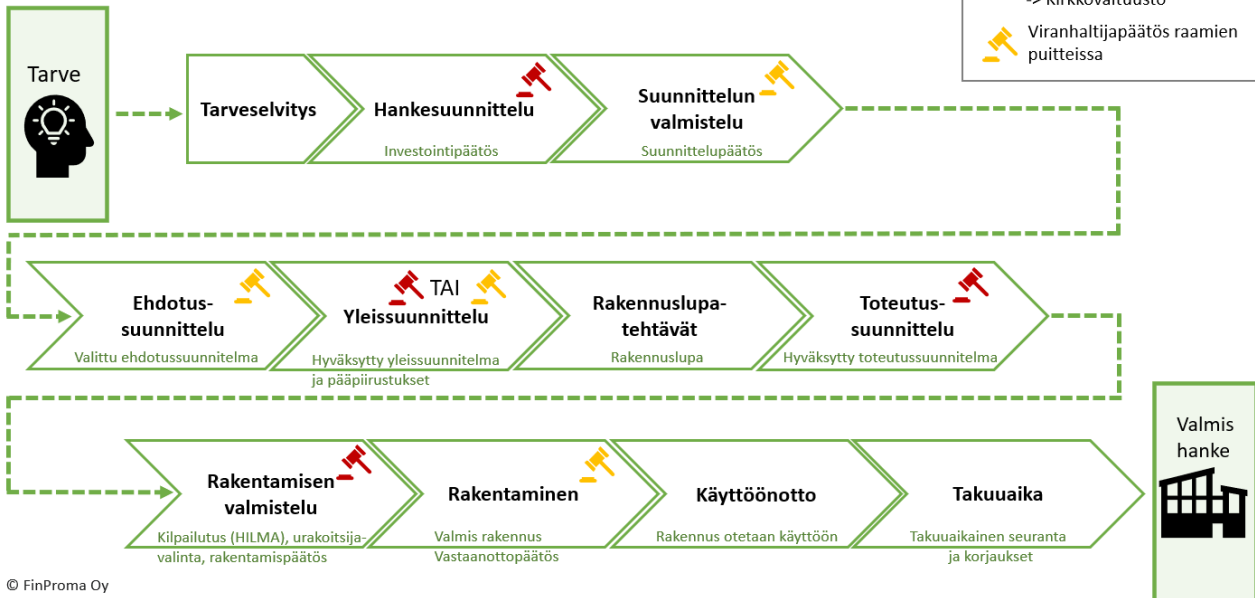 -> Kirkkovaltuusto
Viranhaltijapäätös raamien
puitteissa
Tarve
Tarveselvitys
Hankesuunnittelu
Investointipäätös
Suunnittelun
valmistelu
Suunnittelupäätös
Ehdotus-
suunnittelu
Valittu ehdotussuunnitelma
TAI
Yleissuunnittelu
Hyväksytty yleissuunnitelma
ja pääpiirustukset
Rakennuslupa-
tehtävät
Rakennuslupa
Toteutus-
suunnittelu
Hyväksytty toteutussuunnitelma
Rakentamisen
valmistelu
Kilpailutus (HILMA), urakoitsija-
valinta, rakentamispäätös
Rakentaminen
Valmis rakennus
Vastaanottopäätös
Käyttöönotto
Rakennus otetaan käyttöön
Takuuaika
Takuuaikainen seuranta
ja korjaukset
Valmis
hanke
© FinProma Oy